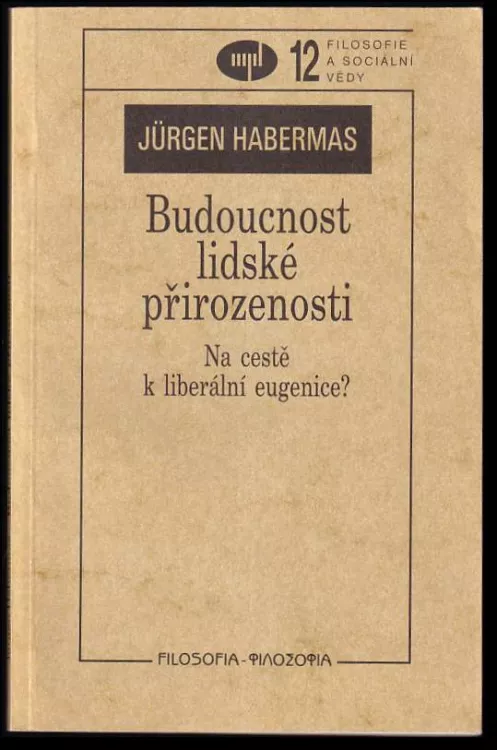 12 FILOSOFIE
A SOCIÁLNÍ
VĚDY
JÜRGEN HABERMAS
Budoucnost
lidské
přirozenosti
Na cestě
k liberální eugenice?
FILOSOFIA-ΦΙΛΟΣΟΦΙΑ